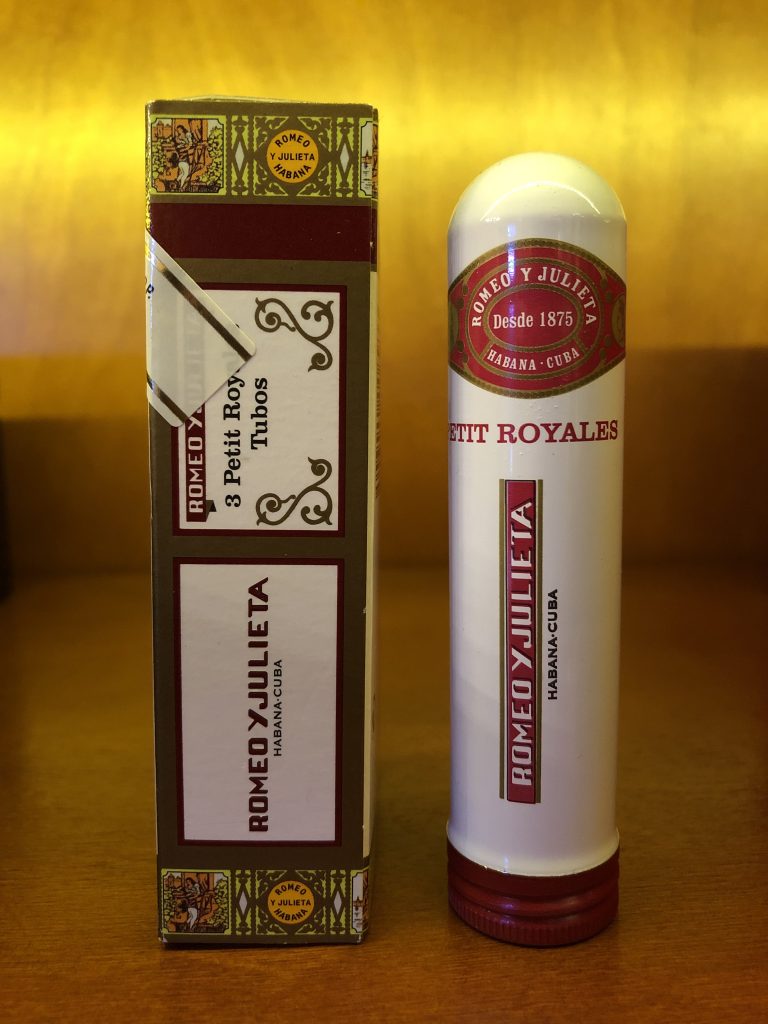 ROMEO
Y JULIETA
HABANA
3 Petit Roy
Tubos
ROMEO Y JULIETA
HABANA·CUBA
ROMEO
Y JULIETA
HABANA
ROMEO Y JULIETA
Desde 1875
HABANA · CUBA
ETIT ROYALES
ROMEO Y JULIETA
HABANA·CUBA